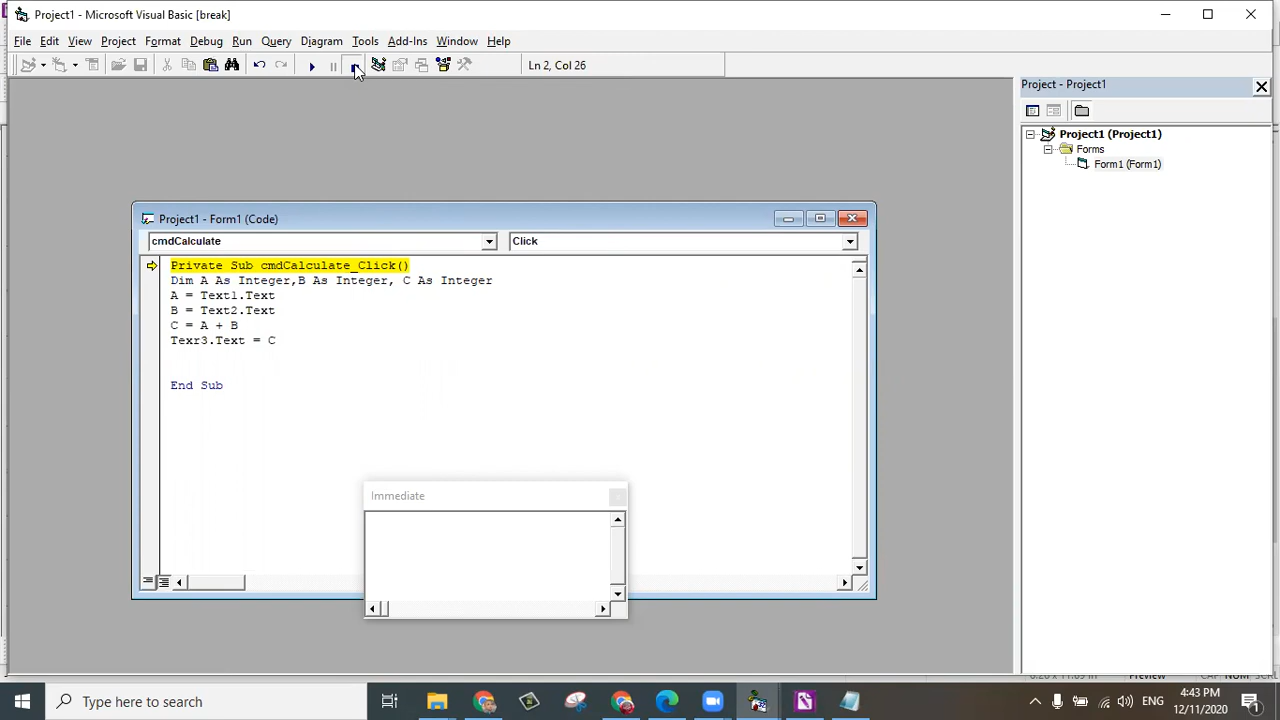 Project1 - Microsoft Visual Basic [break]
File Edit View Project Format Debug Run Query Diagram Tools Add-Ins Window Help
Ln 2, Col 26
Project - Project1
Project1 (Project1)
Forms
Form1 (Form1)
Project1 - Form1 (Code)
cmdCalculate Click
Private Sub cmdCalculate_Click()
Dim A As Integer,B As Integer, C As Integer
A = Text1.Text
B = Text2.Text
C = A + B
Texr3.Text = C
End Sub
Immediate
Type here to search
ENG
4:43 PM
12/11/2020
1